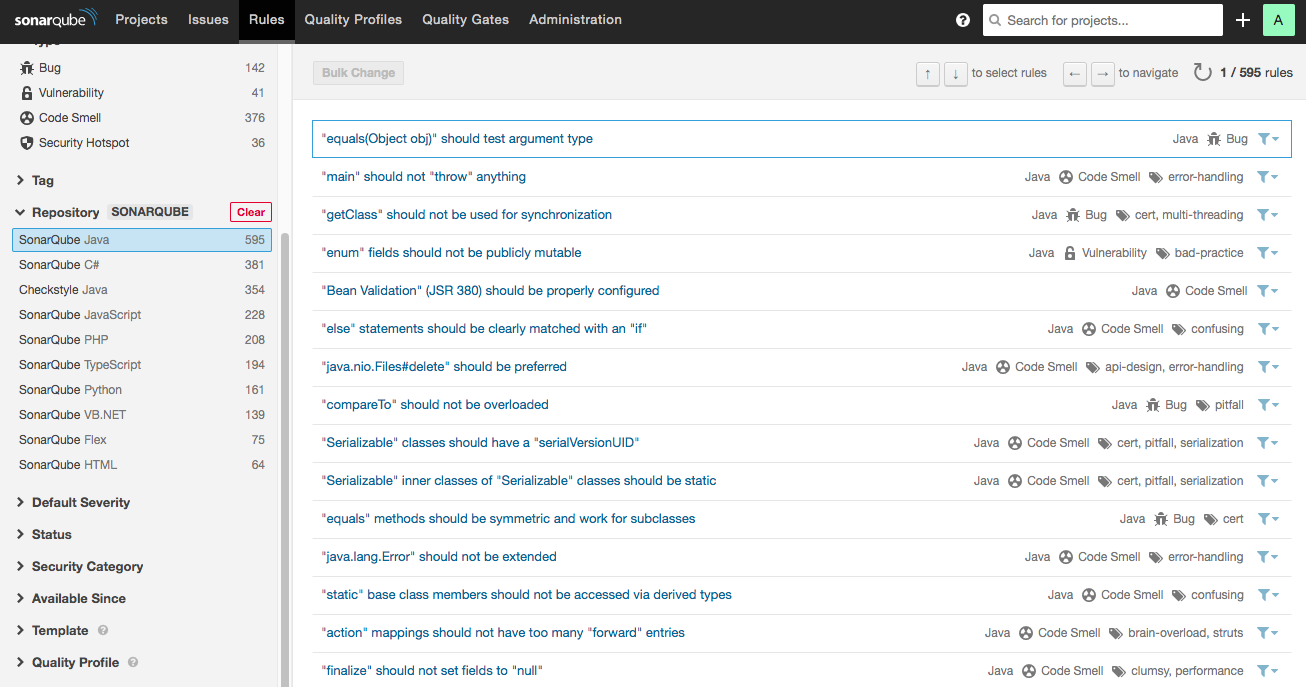 sonarqube Projects Issues Rules Quality Profiles Quality Gates Administration ? Search for projects... + A
Type
Bug 142
Vulnerability 41
Code Smell 376
Security Hotspot 36
Tag
Repository SONARQUBE Clear
SonarQube Java 595
SonarQube C# 381
Checkstyle Java 354
SonarQube JavaScript 228
SonarQube PHP 208
SonarQube TypeScript 194
SonarQube Python 161
SonarQube VB.NET 139
SonarQube Flex 75
SonarQube HTML 64
Default Severity
Status
Security Category
Available Since
Template ?
Quality Profile ?
Bulk Change ↑ ↓ to select rules ← → to navigate 1 / 595 rules
"equals(Object obj)" should test argument type Java Bug
"main" should not "throw" anything Java Code Smell error-handling
"getClass" should not be used for synchronization Java Bug cert, multi-threading
"enum" fields should not be publicly mutable Java Vulnerability bad-practice
"Bean Validation" (JSR 380) should be properly configured Java Code Smell
"else" statements should be clearly matched with an "if" Java Code Smell confusing
"java.nio.Files#delete" should be preferred Java Code Smell api-design, error-handling
"compareTo" should not be overloaded Java Bug pitfall
"Serializable" classes should have a "serialVersionUID" Java Code Smell cert, pitfall, serialization
"Serializable" inner classes of "Serializable" classes should be static Java Code Smell cert, pitfall, serialization
"equals" methods should be symmetric and work for subclasses Java Bug cert
"java.lang.Error" should not be extended Java Code Smell error-handling
"static" base class members should not be accessed via derived types Java Code Smell confusing
"action" mappings should not have too many "forward" entries Java Code Smell brain-overload, struts
"finalize" should not set fields to "null" Java Code Smell clumsy, performance